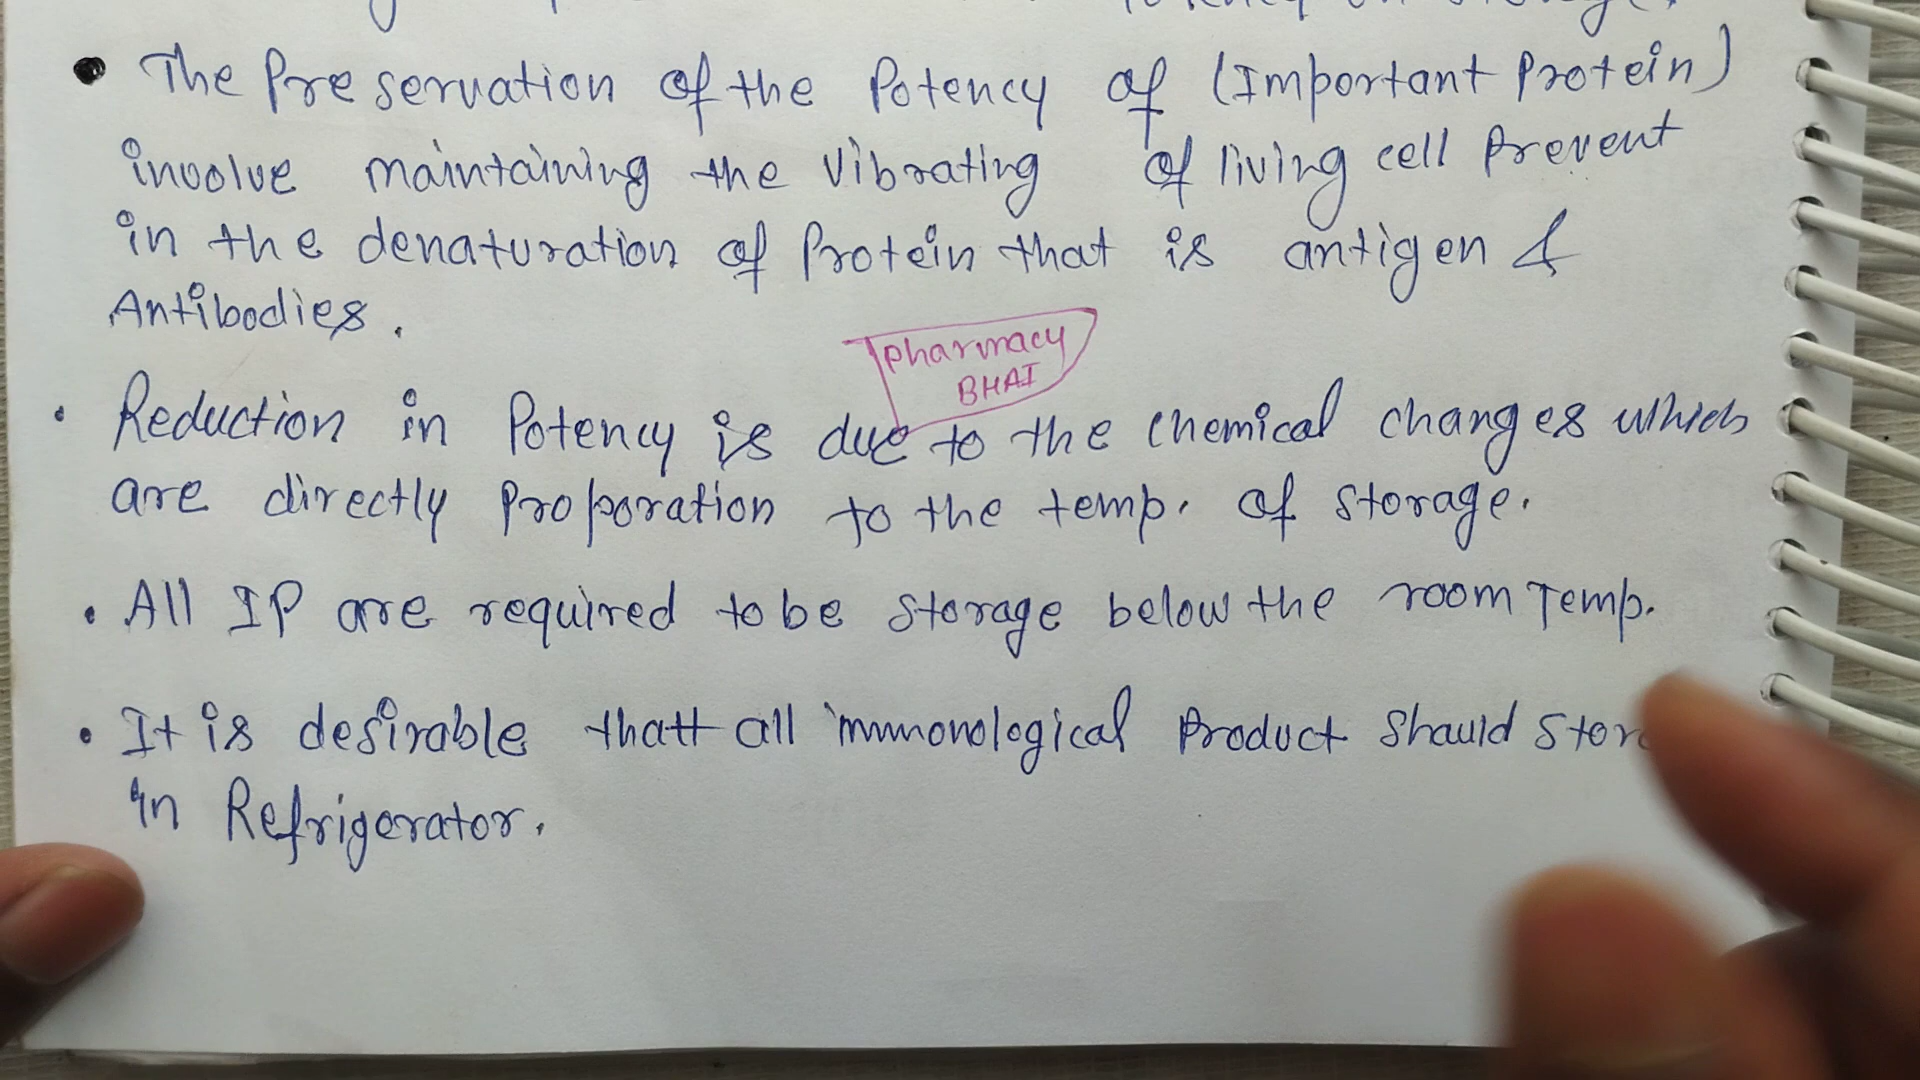 • The Preservation of the Potency of (Important Protein)
involve maintaining the vibrating of living cell Prevent
in the denaturation of Protein that is antigen &
Antibodies.
Pharmacy
BHAI
• Reduction in Potency is due to the chemical changes which
are directly Proporation to the temp. of storage.
• All IP are required to be storage below the room Temp.
• It is desirable thatt all immonological Product Should
in Refrigerator.